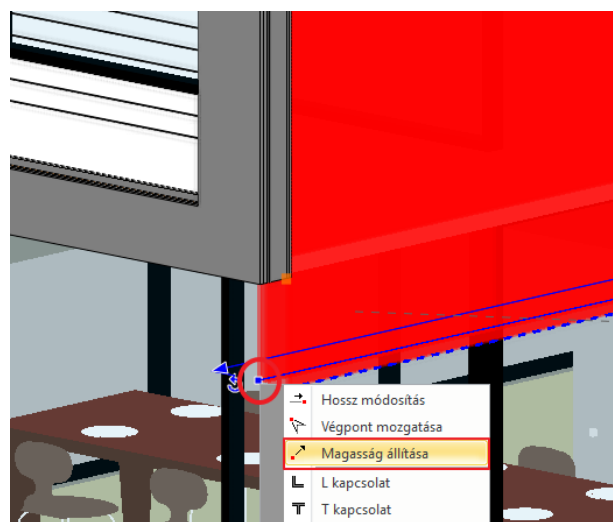 Hossz módosítás
Végpont mozgatása
Magasság állítása
L kapcsolat
T kapcsolat